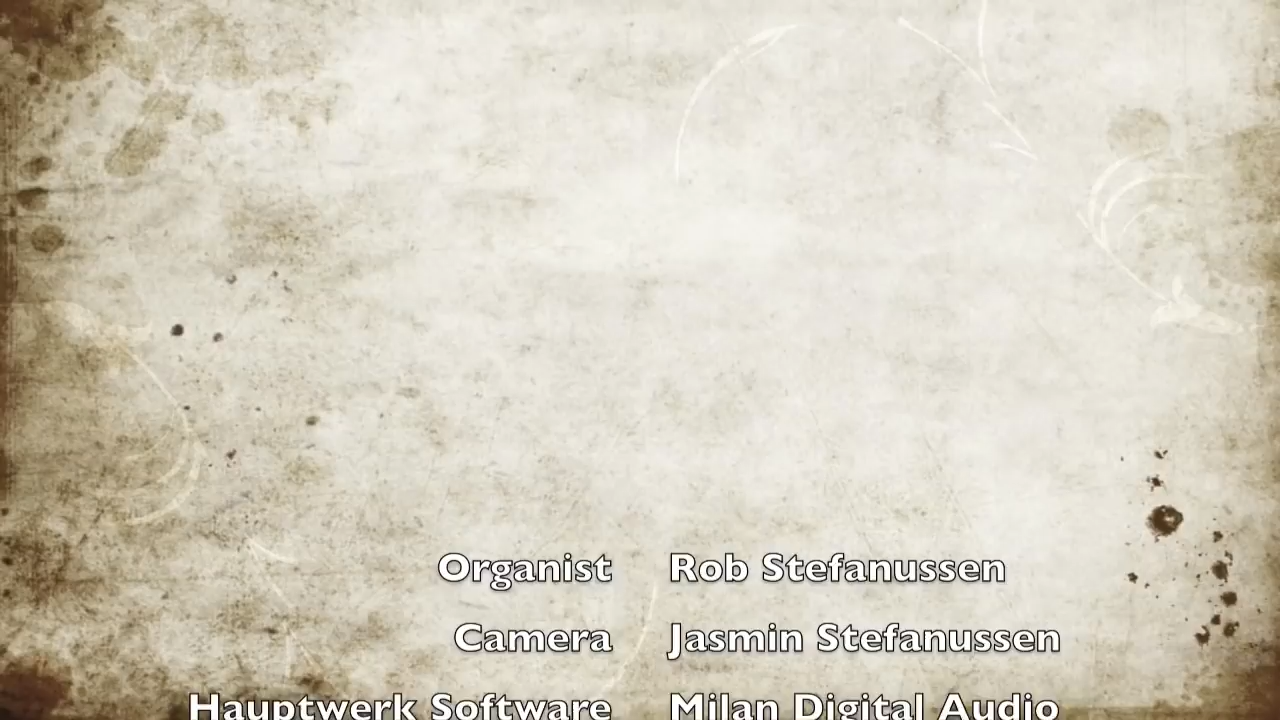 Organist Rob Stefanussen
Camera Jasmin Stefanussen
Hauptwerk Software Milan Digital Audio